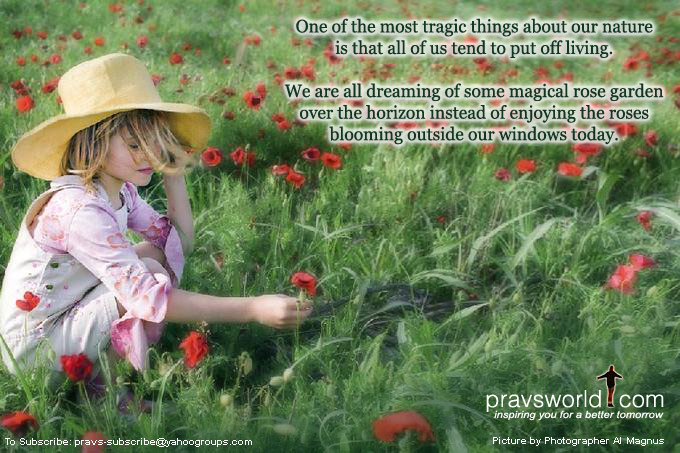 One of the most tragic things about our nature
is that all of us tend to put off living.
We are all dreaming of some magical rose garden
over the horizon instead of enjoying the roses
blooming outside our windows today.
pravsworld com
inspiring you for a better tomorrow
To Subscribe: pravs-subscribe@yahoogroups.com
Picture by Photographer Al Magnus